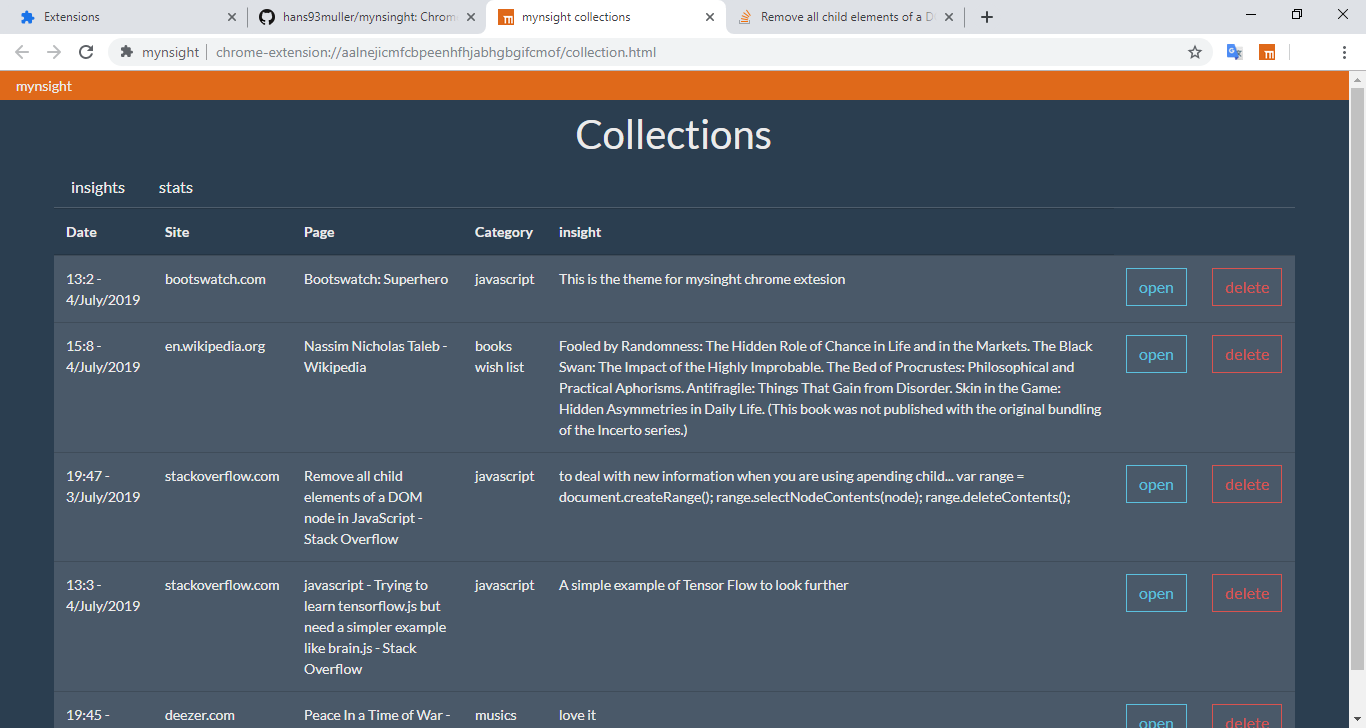 Extensions
hans93muller/mynsinght: Chrom
mynsight collections
Remove all child elements of a D
mynsight
chrome-extension://aalnejicmfcbpeenhfhjabhgbgifcmof/collection.html
m
mynsight
Collections
insights stats
Date Site Page Category insight
13:2 - bootswatch.com Bootswatch: Superhero javascript This is the theme for mysinght chrome extesion open delete
4/July/2019
15:8 - en.wikipedia.org Nassim Nicholas Taleb - books Fooled by Randomness: The Hidden Role of Chance in Life and in the Markets. The Black open delete
4/July/2019 Wikipedia wish list Swan: The Impact of the Highly Improbable. The Bed of Procrustes: Philosophical and
Practical Aphorisms. Antifragile: Things That Gain from Disorder. Skin in the Game:
Hidden Asymmetries in Daily Life. (This book was not published with the original bundling
of the Incerto series.)
19:47 - stackoverflow.com Remove all child javascript to deal with new information when you are using apending child... var range = open delete
3/July/2019 elements of a DOM document.createRange(); range.selectNodeContents(node); range.deleteContents();
node in JavaScript -
Stack Overflow
13:3 - stackoverflow.com javascript - Trying to javascript A simple example of Tensor Flow to look further open delete
4/July/2019 learn tensorflow.js but
need a simpler example
like brain.js - Stack
Overflow
19:45 - deezer.com Peace In a Time of War - musics love it open delete